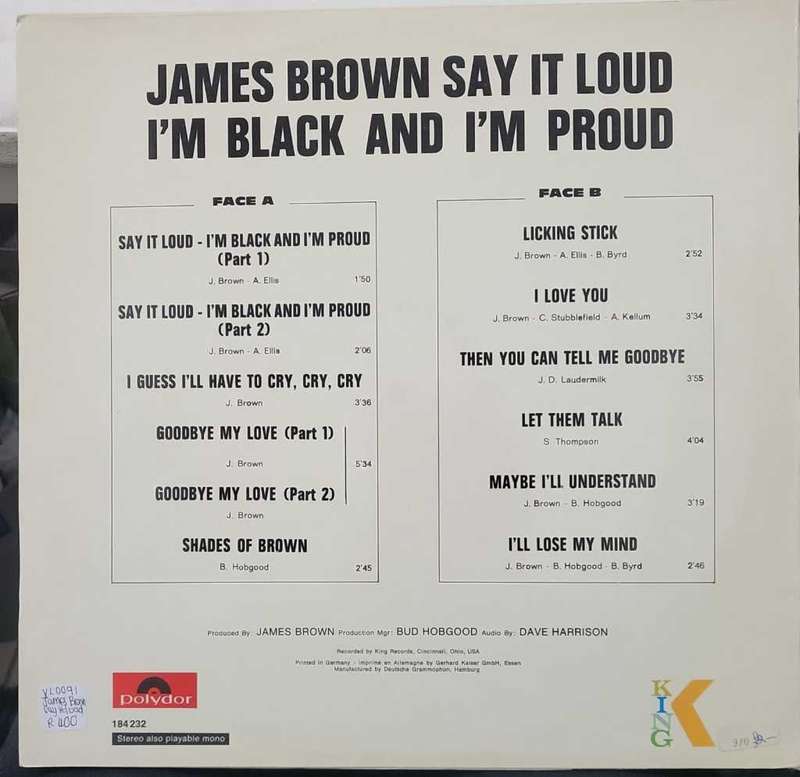 JAMES BROWN SAY IT LOUD
I'M BLACK AND I'M PROUD
FACE A
SAY IT LOUD - I'M BLACK AND I'M PROUD
(Part 1)
J. Brown - A. Ellis 1'50
SAY IT LOUD - I'M BLACK AND I'M PROUD
(Part 2)
J. Brown - A. Ellis 2'06
I GUESS I'LL HAVE TO CRY, CRY, CRY
J. Brown 3'36
GOODBYE MY LOVE (Part 1)
J. Brown 5'34
GOODBYE MY LOVE (Part 2)
J. Brown
SHADES OF BROWN
B. Hobgood 2'45
FACE B
LICKING STICK
J. Brown - A. Ellis - B. Byrd 2'52
I LOVE YOU
J. Brown - C. Stubblefield - A. Kellum 3'34
THEN YOU CAN TELL ME GOODBYE
J. D. Laudermilk 3'55
LET THEM TALK
S. Thompson 4'04
MAYBE I'LL UNDERSTAND
J. Brown - B. Hobgood 3'19
I'LL LOSE MY MIND
J. Brown - B. Hobgood - B. Byrd 2'46
Produced By: JAMES BROWN Production Mgr: BUD HOBGOOD Audio By: DAVE HARRISON
Recorded by King Records, Cincinnati, Ohio, USA
Printed in Germany - Imprimé en Allemagne by Gerhard Kaiser GmbH, Essen
Manufactured by Deutsche Grammophon, Hamburg
VL0091
James Brown
Say it loud
R 400
polydor
184 232
Stereo also playable mono
KING